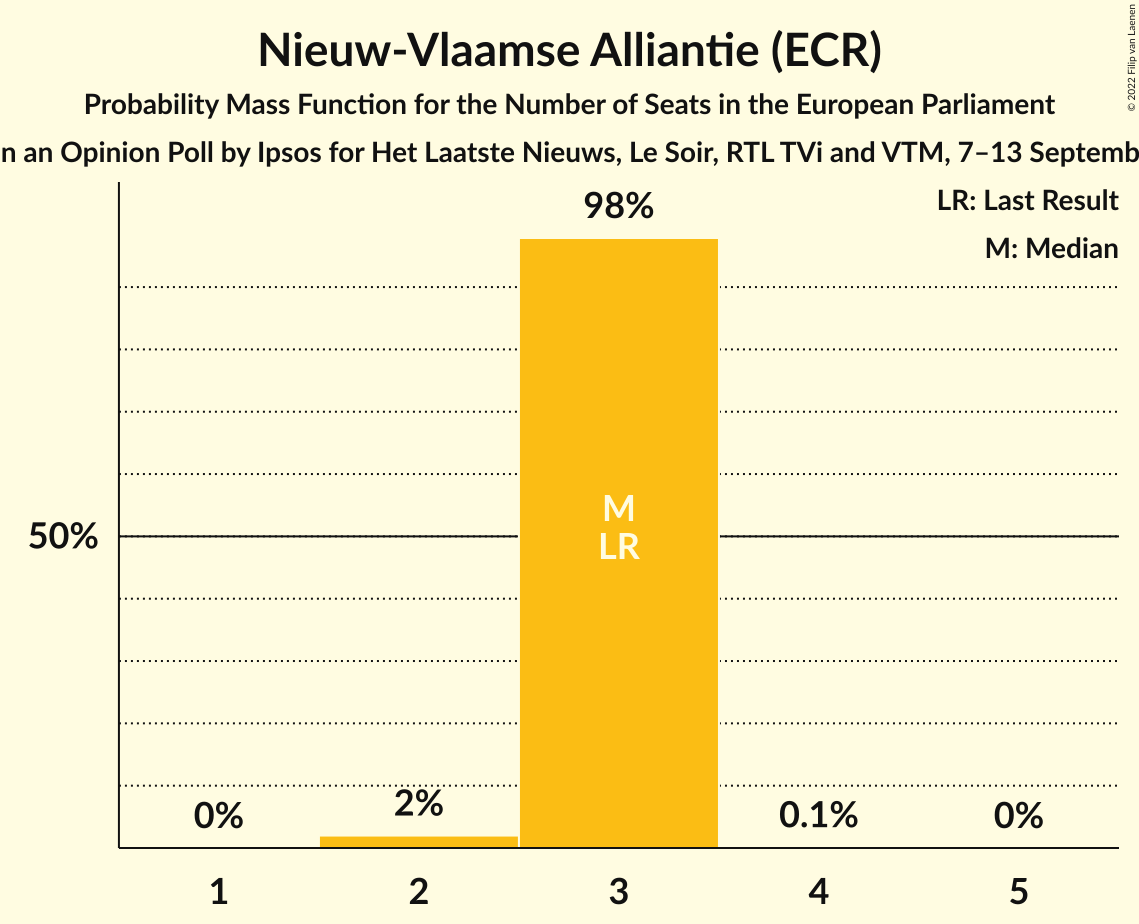 Nieuw-Vlaamse Alliantie (ECR)
Probability Mass Function for the Number of Seats in the European Parliament
n an Opinion Poll by Ipsos for Het Laatste Nieuws, Le Soir, RTL TVi and VTM, 7–13 Septemb
© 2022 Filip van Laenen
LR: Last Result
M: Median
98%
M
LR
50%
0%
2%
0.1%
0%
1 2 3 4 5